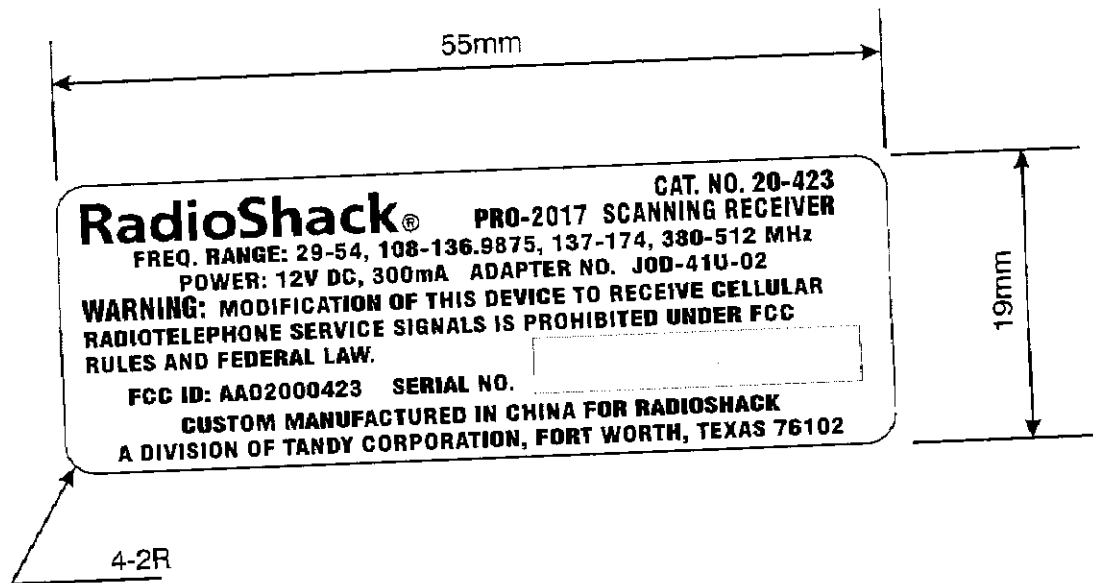 55mm
RadioShack® CAT. NO. 20-423
PRO-2017 SCANNING RECEIVER
FREQ. RANGE: 29-54, 108-136.9875, 137-174, 380-512 MHz
POWER: 12V DC, 300mA ADAPTER NO. JOD-41U-02
WARNING: MODIFICATION OF THIS DEVICE TO RECEIVE CELLULAR
RADIOTELEPHONE SERVICE SIGNALS IS PROHIBITED UNDER FCC
RULES AND FEDERAL LAW.
FCC ID: AAO2000423 SERIAL NO.
CUSTOM MANUFACTURED IN CHINA FOR RADIOSHACK
A DIVISION OF TANDY CORPORATION, FORT WORTH, TEXAS 76102
19mm
4-2R